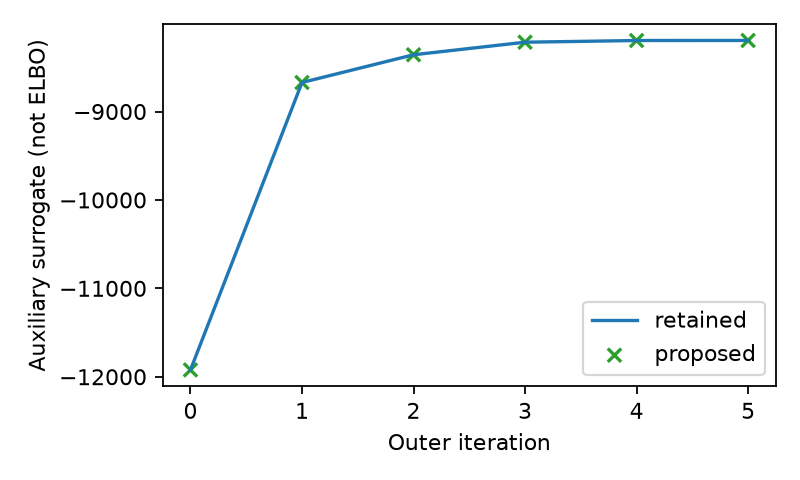 Auxiliary surrogate (not ELBO)
−9000
−10000
−11000
−12000
retained
proposed
0 1 2 3 4 5
Outer iteration